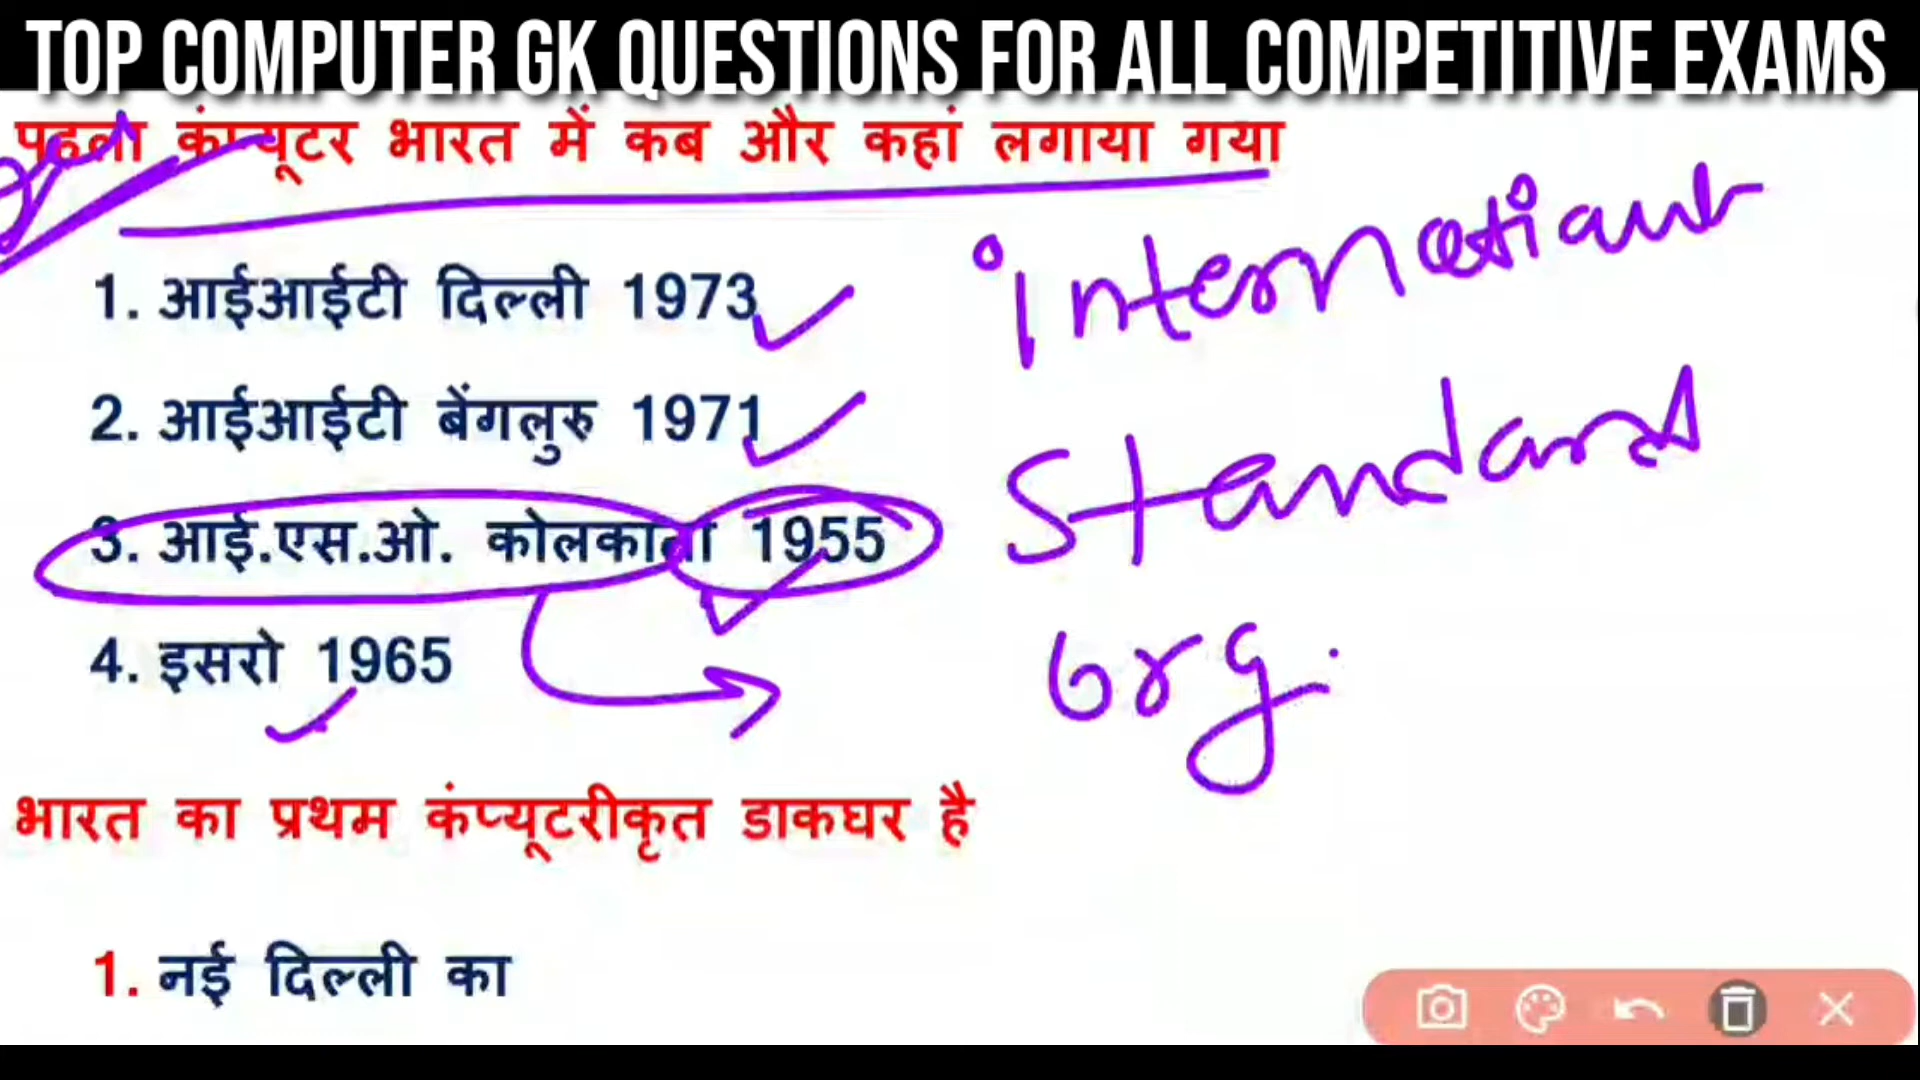 TOP COMPUTER GK QUESTIONS FOR ALL COMPETITIVE EXAMS
पहला कंप्यूटर भारत में कब और कहां लगाया गया
1. आईआईटी दिल्ली 1973
2. आईआईटी बेंगलुरु 1971
3. आई.एस.ओ. कोलकाता 1955
4. इसरो 1965
Standard
org.
भारत का प्रथम कंप्यूटरीकृत डाकघर है
1. नई दिल्ली का